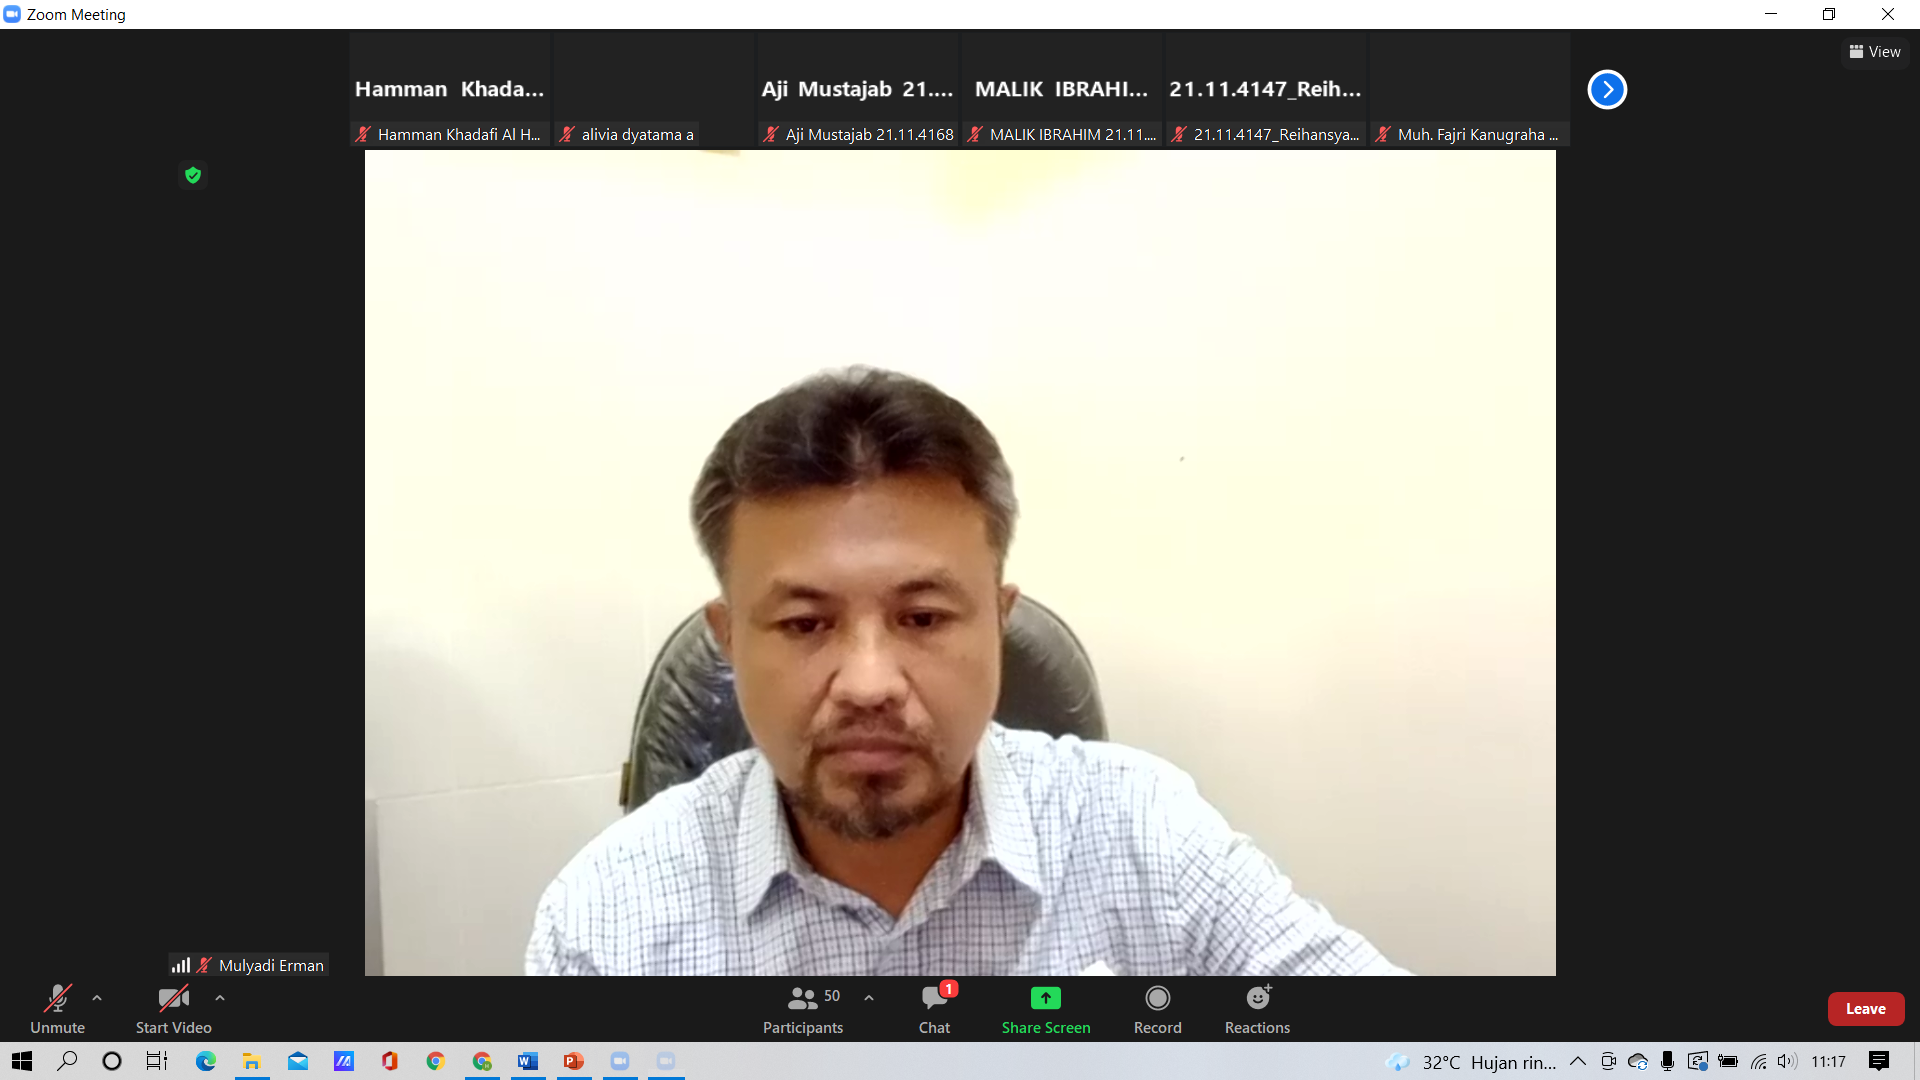 Zoom Meeting
View
Hamman Khada...
Aji Mustajab 21....
MALIK IBRAHI...
21.11.4147_Reih...
Hamman Khadafi Al H...
alivia dyatama a
Aji Mustajab 21.11.4168
MALIK IBRAHIM 21.11....
21.11.4147_Reihansya...
Muh. Fajri Kanugraha ...
Mulyadi Erman
Unmute
Start Video
50
Participants
1
Chat
Share Screen
Record
Reactions
Leave
32°C Hujan rin...
11:17